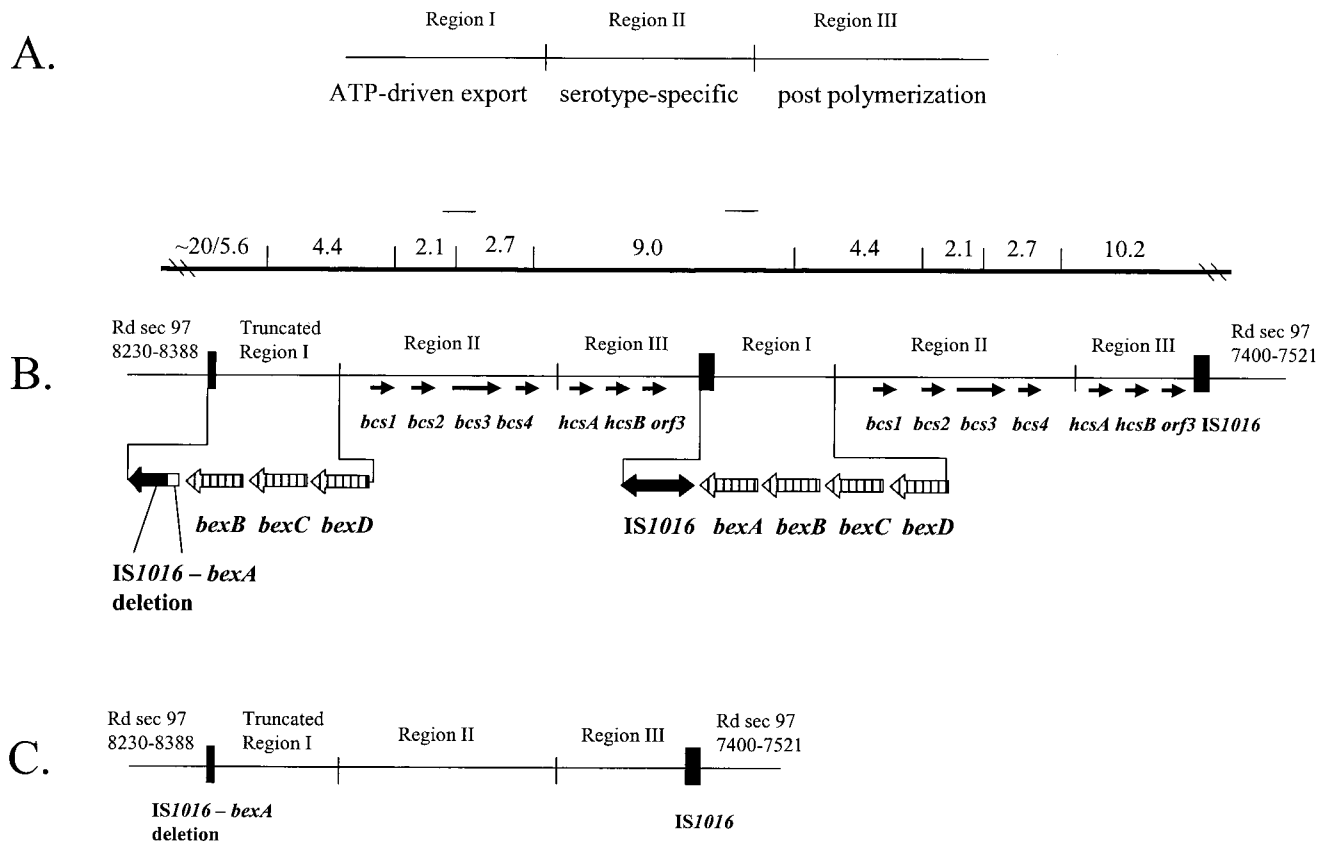 A.
Region I Region II Region III
ATP-driven export serotype-specific post polymerization
~20/5.6 4.4 2.1 2.7 9.0 4.4 2.1 2.7 10.2
B.
Rd sec 97
8230-8388
Truncated
Region I
Region II
Region III
Region I
Region II
Region III
Rd sec 97
7400-7521
bcs1 bcs2 bcs3 bcs4 hcsA hcsB orf3
bcs1 bcs2 bcs3 bcs4 hcsA hcsB orf3 IS1016
bexB bexC bexD
IS1016 bexA bexB bexC bexD
IS1016 – bexA
deletion
C.
Rd sec 97
8230-8388
Truncated
Region I
Region II
Region III
Rd sec 97
7400-7521
IS1016 – bexA
deletion
IS1016